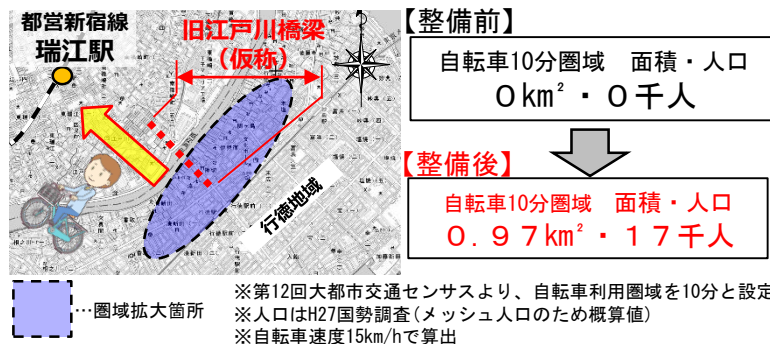 都営新宿線
瑞江駅
旧江戸川橋梁
（仮称）
行徳地域
【整備前】
自転車10分圏域　面積・人口
０km²・０千人
【整備後】
自転車10分圏域　面積・人口
０.９７km²・１７千人
…圏域拡大箇所
※第12回大都市交通センサスより、自転車利用圏域を10分と設定
※人口はH27国勢調査(メッシュ人口のため概算値)
※自転車速度15km/hで算出